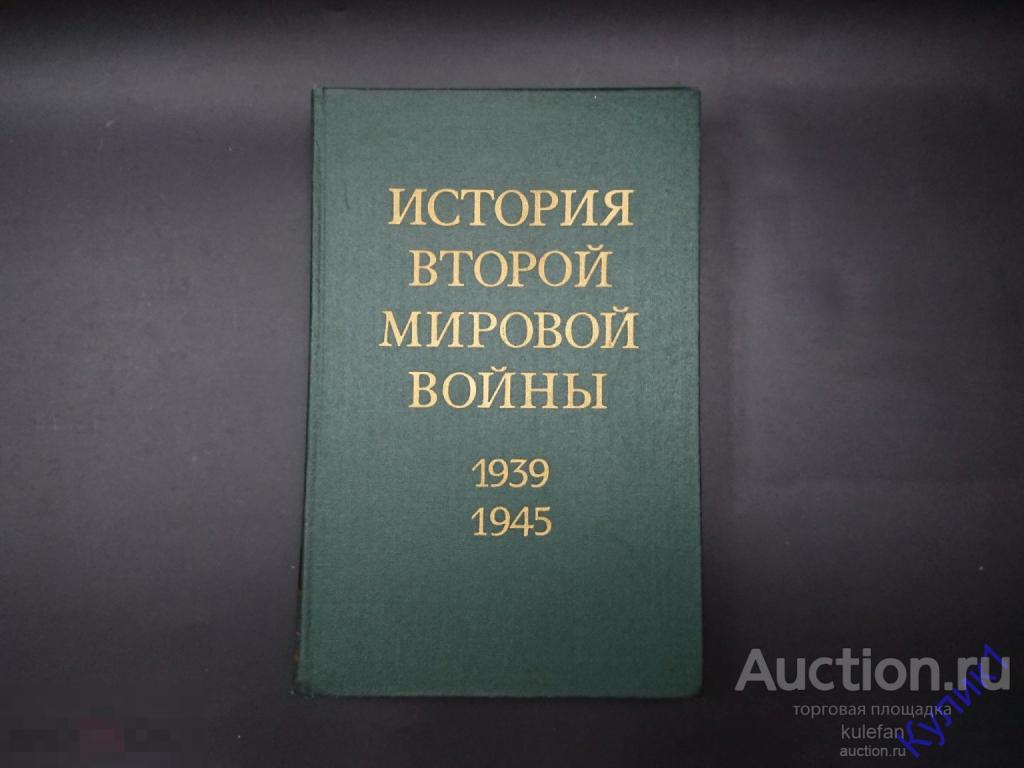 ИСТОРИЯ
ВТОРОЙ
МИРОВОЙ
ВОЙНЫ
1939
1945
Auction.ru
торговая площадка
kulefan
auction.ru